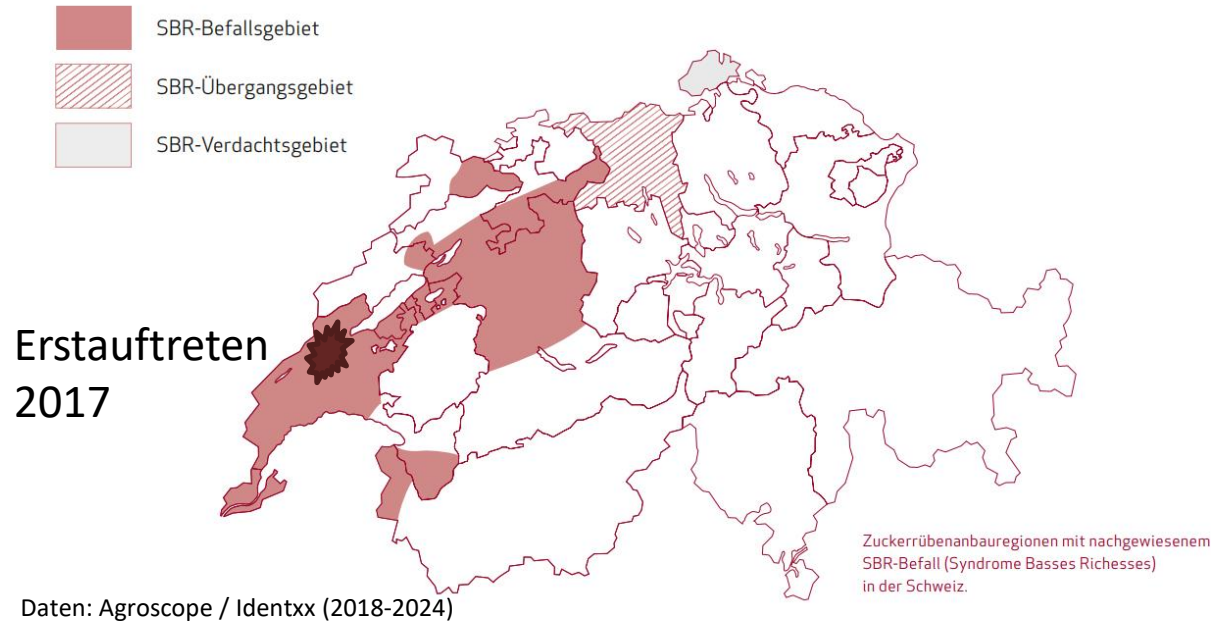 SBR-Befallsgebiet
SBR-Übergangsgebiet
SBR-Verdachtsgebiet
Erstauftreten
2017
Zuckerrübenanbauregionen mit nachgewiesenem
SBR-Befall (Syndrome Basses Richesses)
in der Schweiz.
Daten: Agroscope / Identxx (2018-2024)